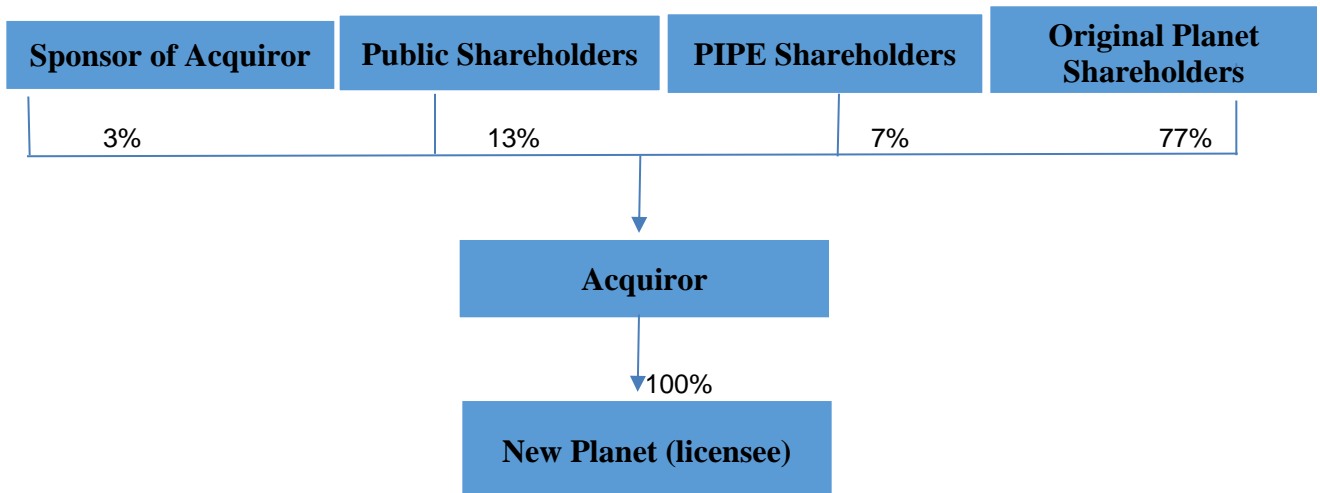 Sponsor of Acquiror
Public Shareholders
PIPE Shareholders
Original Planet
Shareholders
3%
13%
7%
77%
Acquiror
100%
New Planet (licensee)